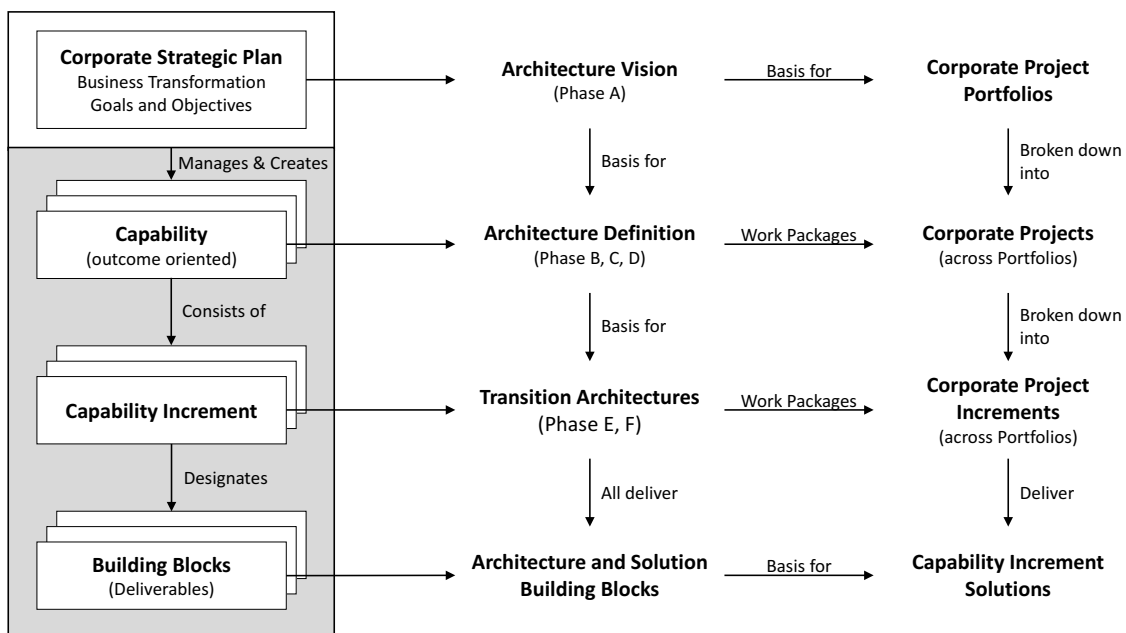 Corporate Strategic Plan
Business Transformation
Goals and Objectives
Architecture Vision
(Phase A)
Basis for
Corporate Project
Portfolios
Manages & Creates
Basis for
Broken down
into
Capability
(outcome oriented)
Architecture Definition
(Phase B, C, D)
Work Packages
Corporate Projects
(across Portfolios)
Consists of
Basis for
Broken down
into
Capability Increment
Transition Architectures
(Phase E, F)
Work Packages
Corporate Project
Increments
(across Portfolios)
Designates
All deliver
Deliver
Building Blocks
(Deliverables)
Architecture and Solution
Building Blocks
Basis for
Capability Increment
Solutions